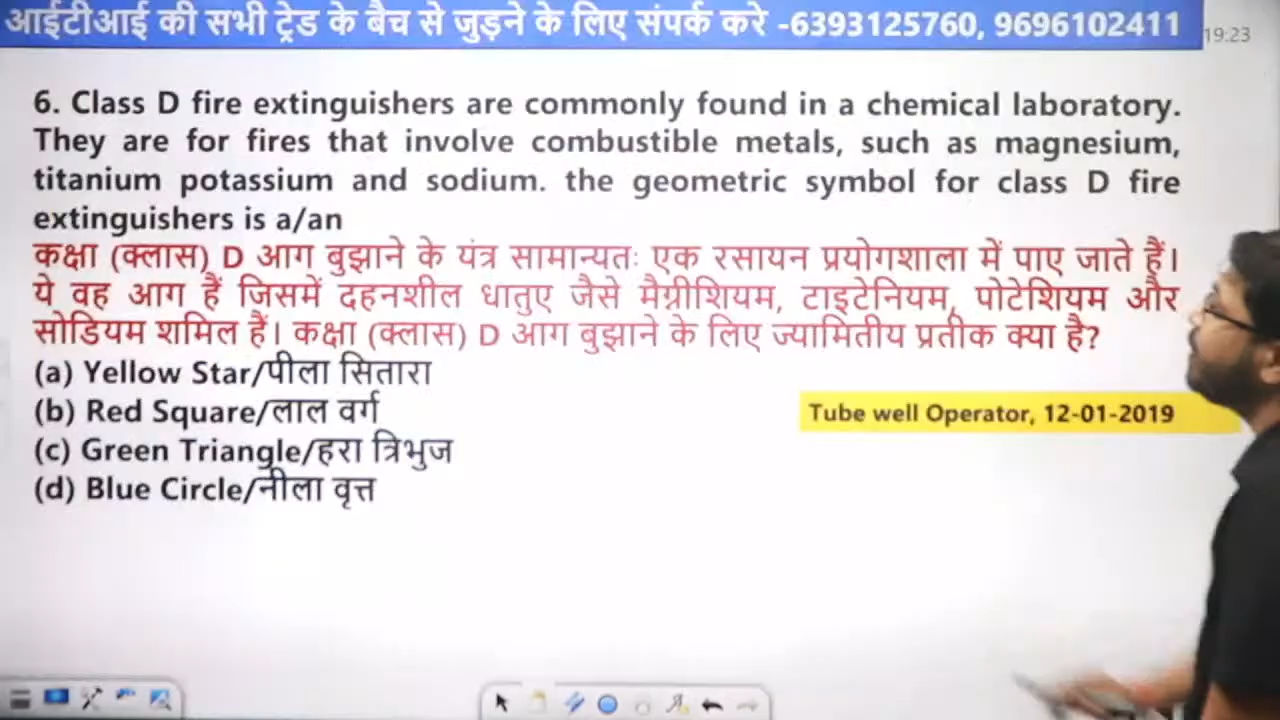 आईटीआई की सभी ट्रेड के बैच से जुड़ने के लिए संपर्क करे -6393125760, 9696102411
19:23
6. Class D fire extinguishers are commonly found in a chemical laboratory.
They are for fires that involve combustible metals, such as magnesium,
titanium potassium and sodium. the geometric symbol for class D fire
extinguishers is a/an
कक्षा (क्लास) D आग बुझाने के यंत्र सामान्यतः एक रसायन प्रयोगशाला में पाए जाते हैं।
ये वह आग हैं जिसमें दहनशील धातुए जैसे मैग्नीशियम, टाइटेनियम, पोटेशियम और
सोडियम शामिल हैं। कक्षा (क्लास) D आग बुझाने के लिए ज्यामितीय प्रतीक क्या है?
(a) Yellow Star/पीला सितारा
(b) Red Square/लाल वर्ग
Tube well Operator, 12-01-2019
(c) Green Triangle/हरा त्रिभुज
(d) Blue Circle/नीला वृत्त